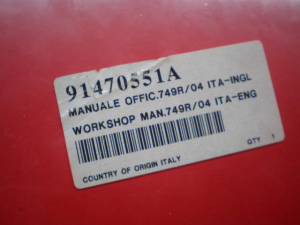 91470551A
MANUALE OFFIC.749R/04 ITA-INGL
WORKSHOP MAN.749R/04 ITA-ENG
COUNTRY OF ORIGIN ITALY
QTY 1